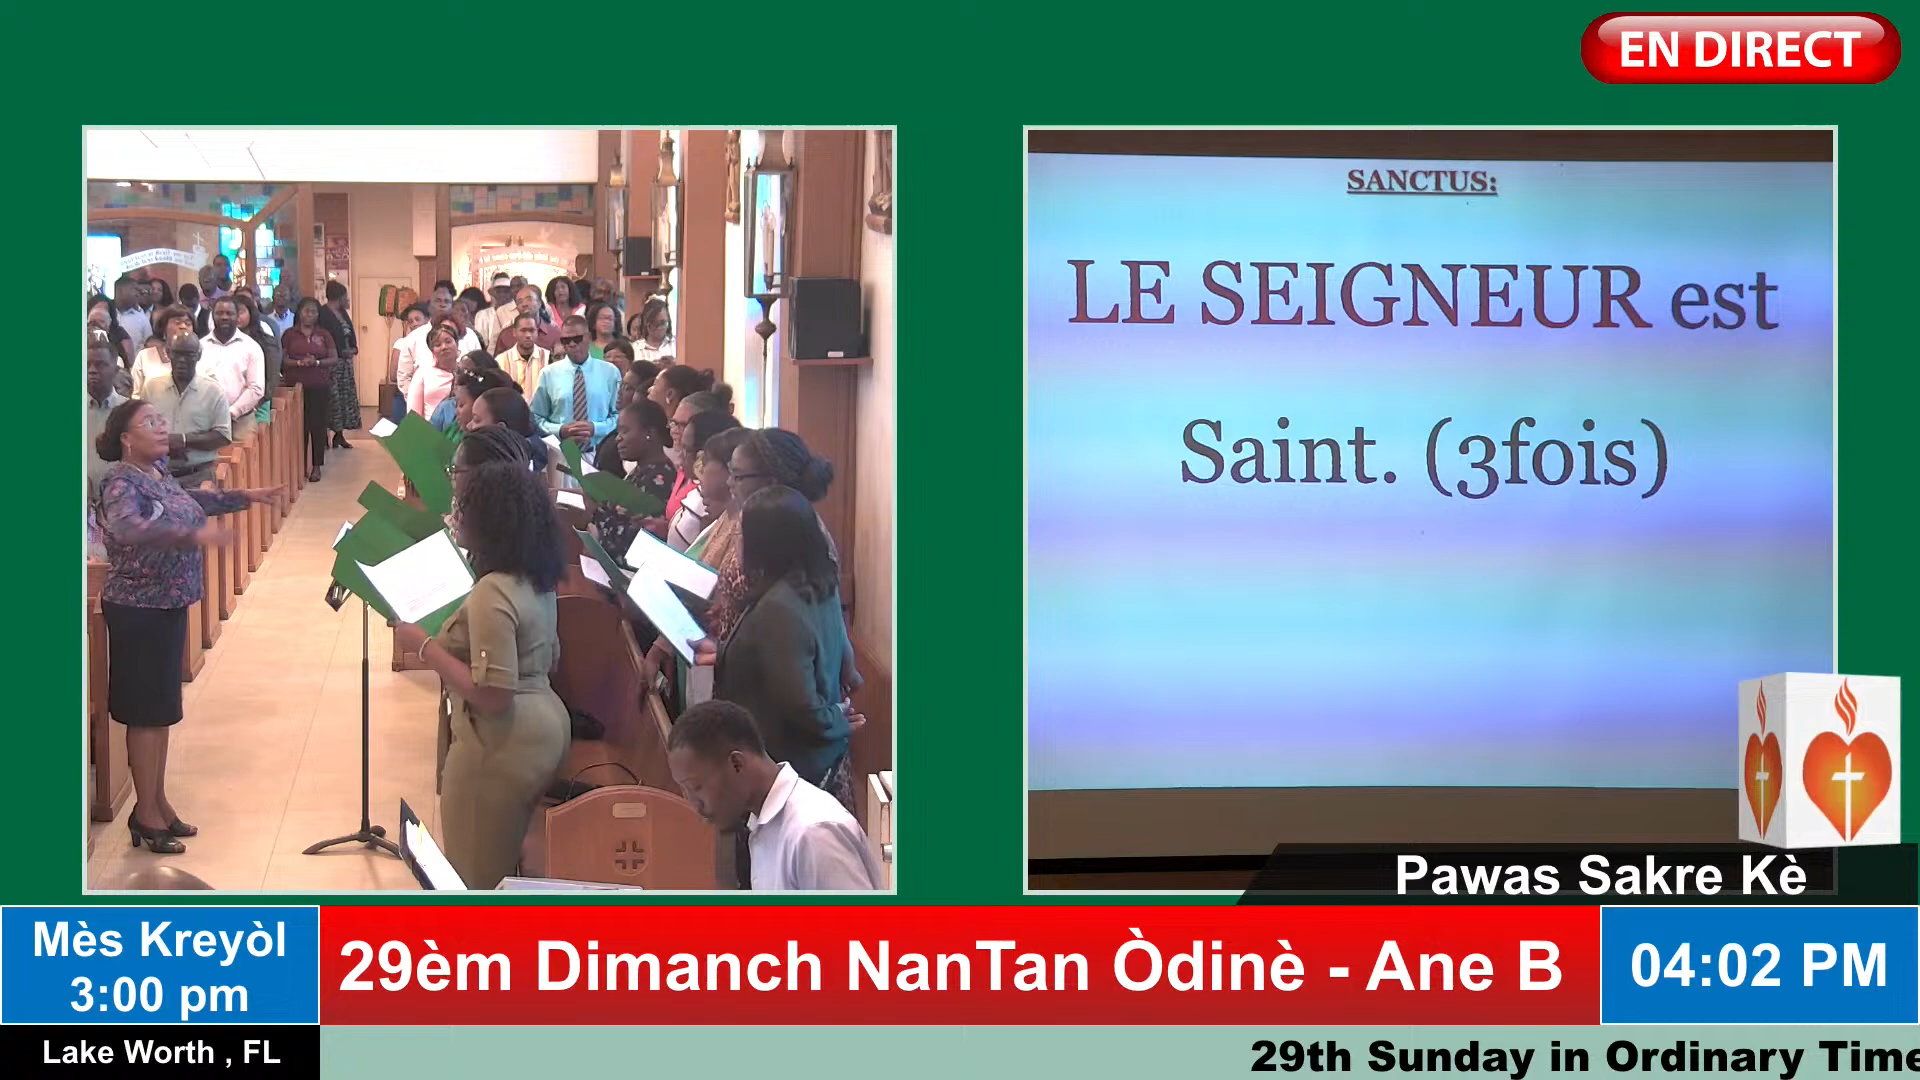 EN DIRECT
SANCTUS:
LE SEIGNEUR est
Saint. (3fois)
Pawas Sakre Kè
Mès Kreyòl
3:00 pm
29èm Dimanch NanTan Òdinè - Ane B
04:02 PM
Lake Worth , FL
29th Sunday in Ordinary Time